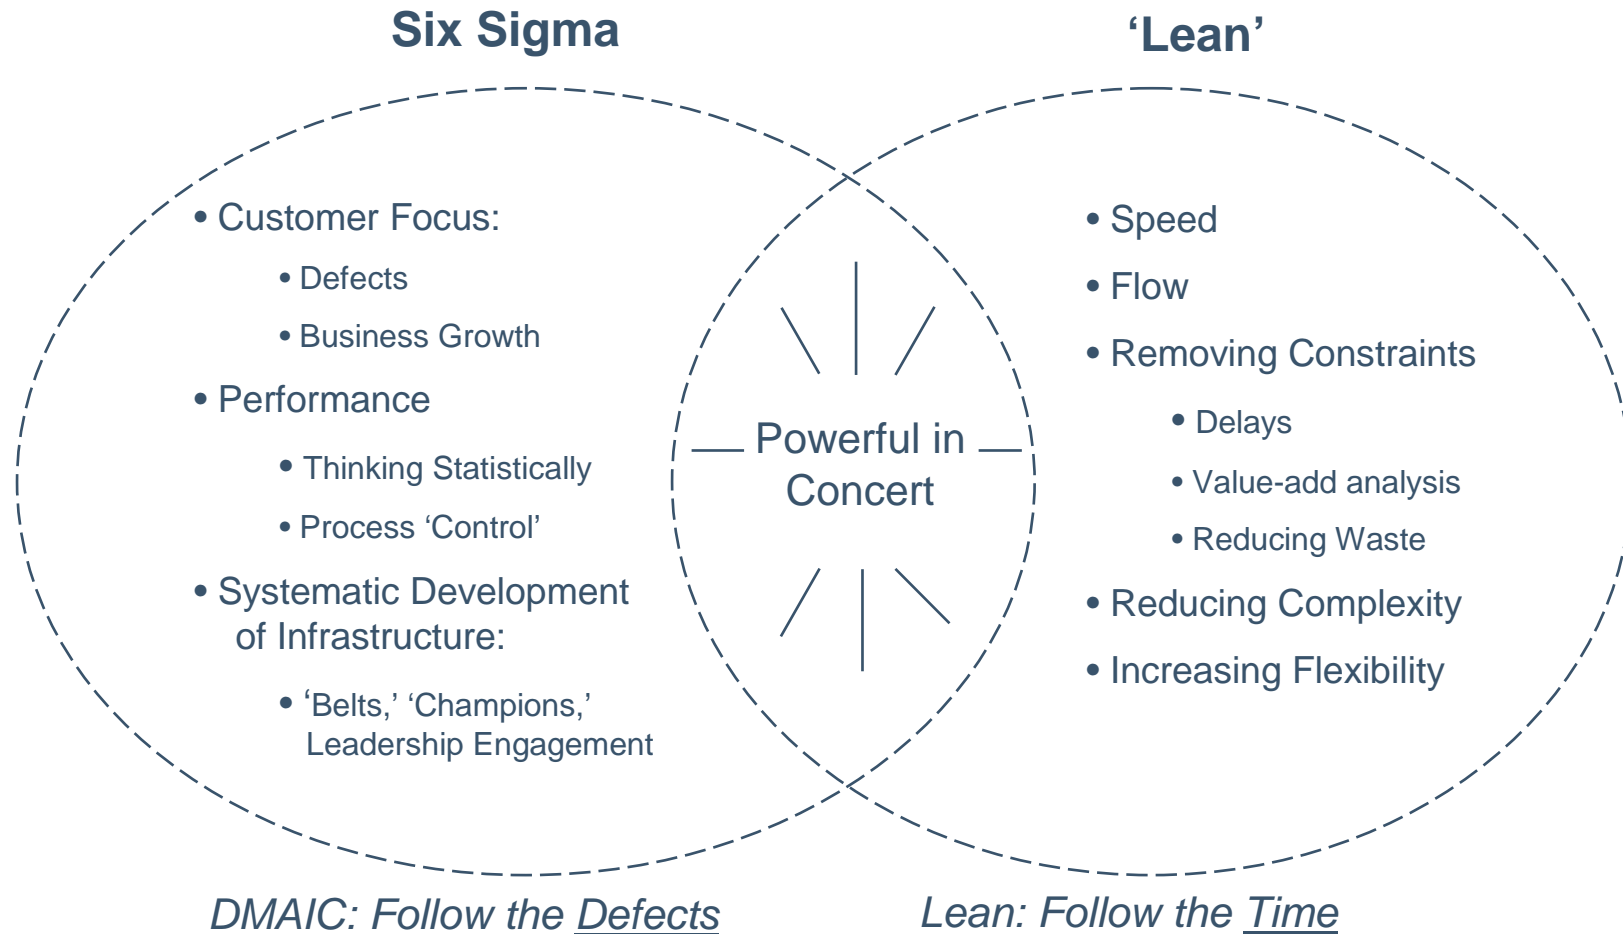 Six Sigma
‘Lean’
• Customer Focus:
• Defects
• Business Growth
• Performance
• Thinking Statistically
• Process ‘Control’
• Systematic Development
of Infrastructure:
• ‘Belts,’ ‘Champions,’
Leadership Engagement
Powerful in
Concert
• Speed
• Flow
• Removing Constraints
• Delays
• Value-add analysis
• Reducing Waste
• Reducing Complexity
• Increasing Flexibility
DMAIC: Follow the Defects
Lean: Follow the Time